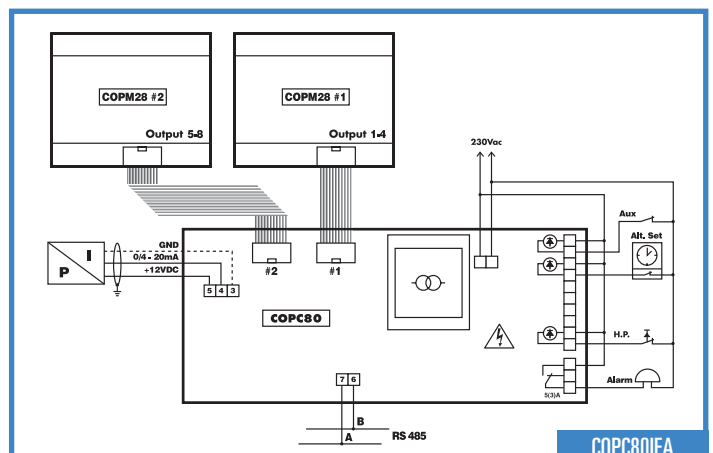 COPM28 #2
Output 5-8
COPM28 #1
Output 1-4
230Vac
Aux
Alt. Set
GND
0/4 - 20mA
+12VDC
I
P
5 4 3
#2
#1
COPC80
H.P.
Alarm
5(3)A
7 6
B
A
RS 485
COPC80IEA